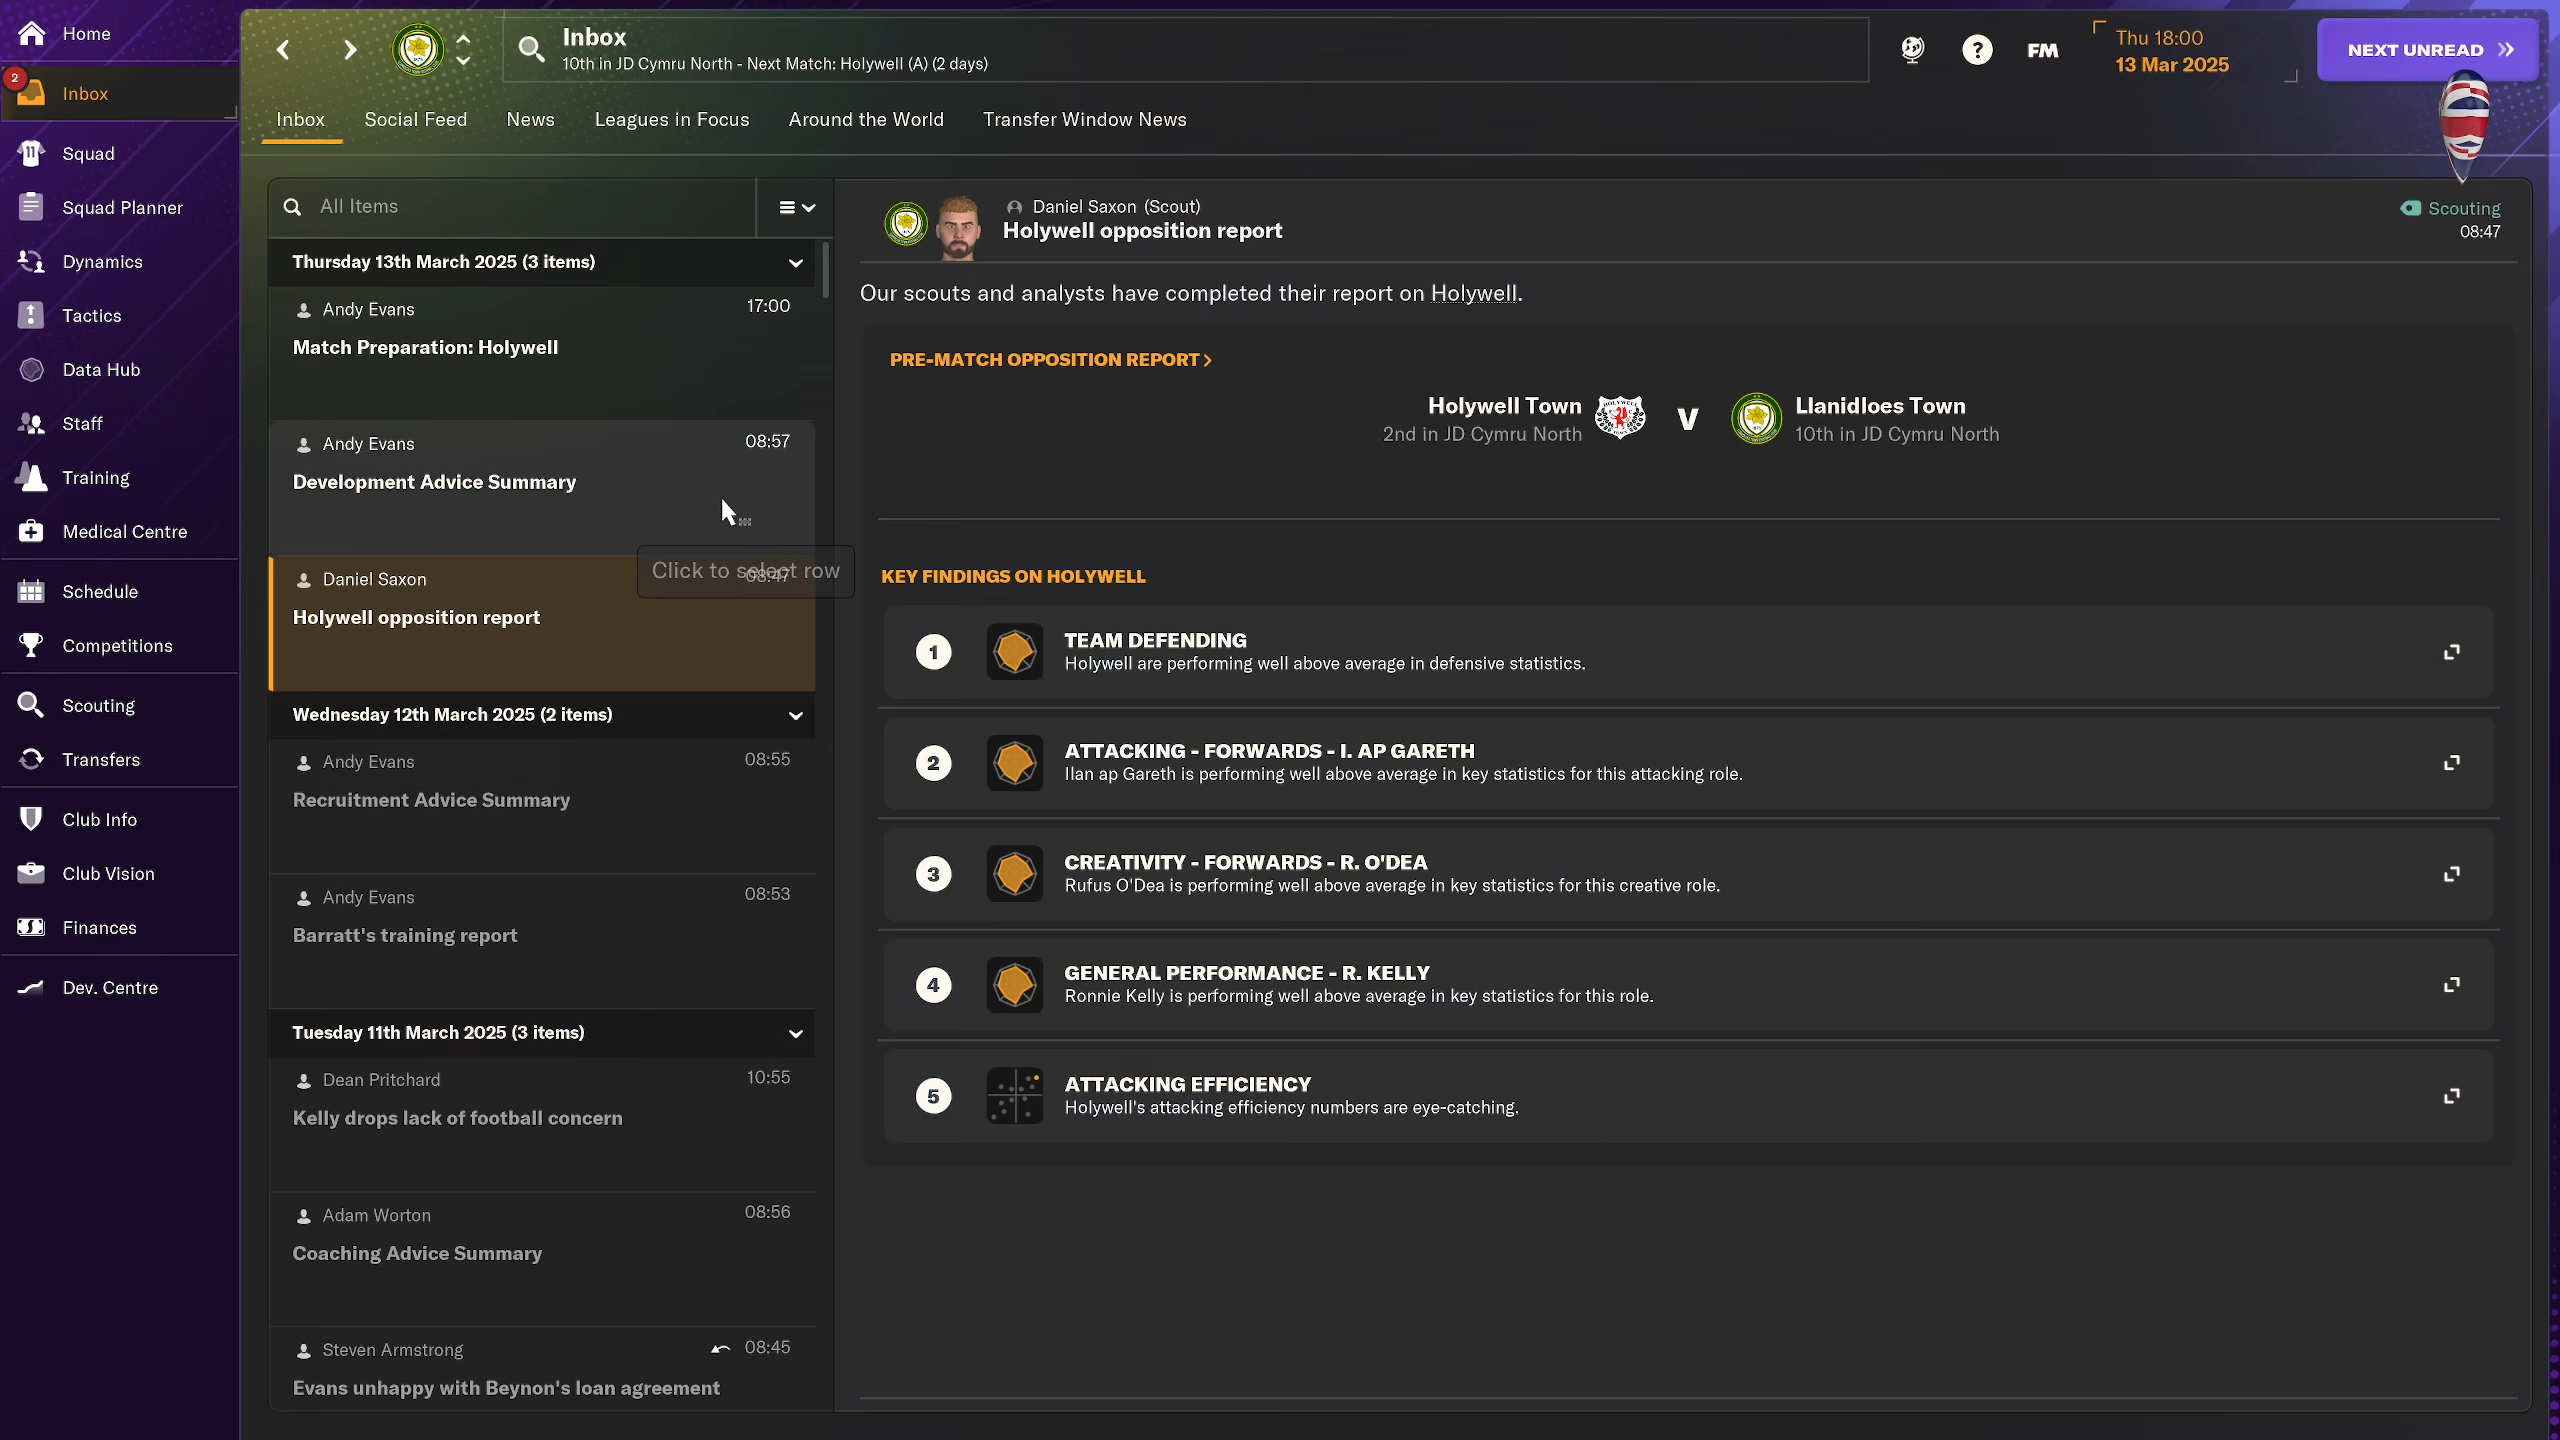 Home
2
Inbox
Squad
Squad Planner
Dynamics
Tactics
Data Hub
Staff
Training
Medical Centre
Schedule
Competitions
Scouting
Transfers
Club Info
Club Vision
Finances
Dev. Centre
Inbox
10th in JD Cymru North - Next Match: Holywell (A) (2 days)
?
FM
Thu 18:00
13 Mar 2025
NEXT UNREAD
Inbox Social Feed News Leagues in Focus Around the World Transfer Window News
All Items
Thursday 13th March 2025 (3 items)
Andy Evans 17:00
Match Preparation: Holywell
Andy Evans 08:57
Development Advice Summary
Daniel Saxon 08:47
Click to select row
Holywell opposition report
Wednesday 12th March 2025 (2 items)
Andy Evans 08:55
Recruitment Advice Summary
Andy Evans 08:53
Barratt's training report
Tuesday 11th March 2025 (3 items)
Dean Pritchard 10:55
Kelly drops lack of football concern
Adam Worton 08:56
Coaching Advice Summary
Steven Armstrong 08:45
Evans unhappy with Beynon's loan agreement
Daniel Saxon (Scout)
Holywell opposition report
Scouting
08:47
Our scouts and analysts have completed their report on Holywell.
PRE-MATCH OPPOSITION REPORT >
Holywell Town V Llanidloes Town
2nd in JD Cymru North 10th in JD Cymru North
KEY FINDINGS ON HOLYWELL
1 TEAM DEFENDING
Holywell are performing well above average in defensive statistics.
2 ATTACKING - FORWARDS - I. AP GARETH
Ilan ap Gareth is performing well above average in key statistics for this attacking role.
3 CREATIVITY - FORWARDS - R. O'DEA
Rufus O'Dea is performing well above average in key statistics for this creative role.
4 GENERAL PERFORMANCE - R. KELLY
Ronnie Kelly is performing well above average in key statistics for this role.
5 ATTACKING EFFICIENCY
Holywell's attacking efficiency numbers are eye-catching.